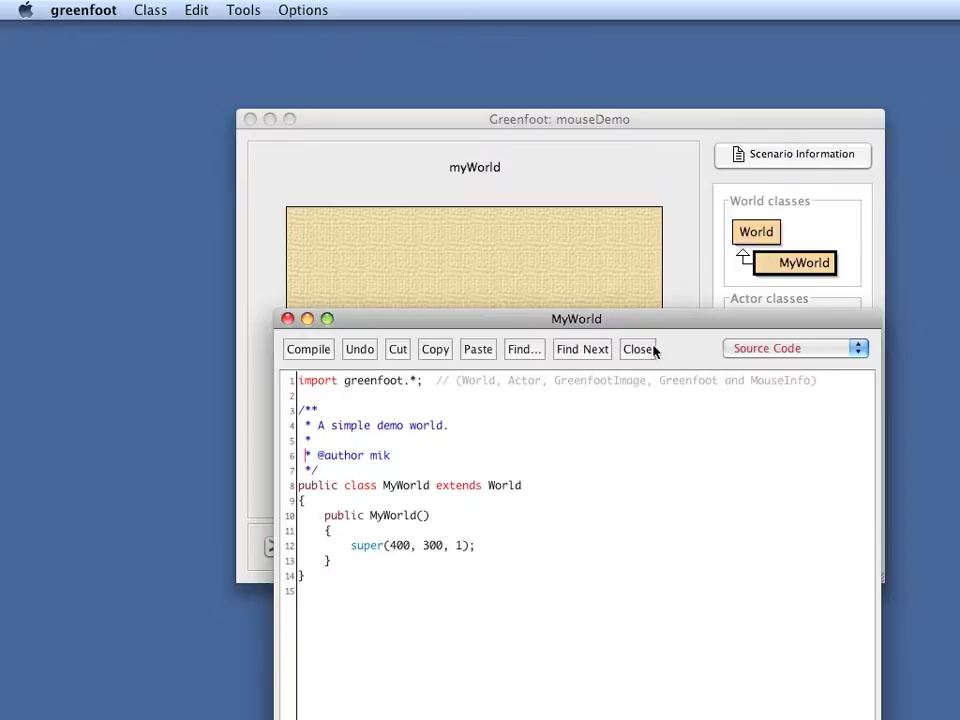 greenfoot Class Edit Tools Options
Greenfoot: mouseDemo
Scenario Information
myWorld
World classes
World
MyWorld
Actor classes
MyWorld
Compile Undo Cut Copy Paste Find... Find Next Close Source Code
1 import greenfoot.*;  // (World, Actor, GreenfootImage, Greenfoot and MouseInfo)
2
3 /**
4  * A simple demo world.
5  *
6  * @author mik
7  */
8 public class MyWorld extends World
9 {
10     public MyWorld()
11     {
12         super(400, 300, 1);
13     }
14 }
15